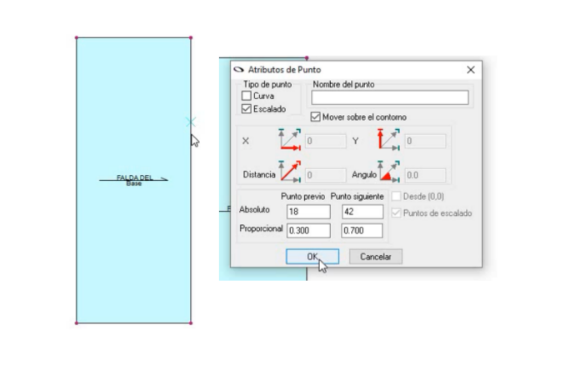 FALDA DEL
Base
Atributos de Punto
Tipo de punto
Curva
Escalado
Nombre del punto
Mover sobre el contorno
X 0 Y 0
Distancia 0 Angulo 0.0
Punto previo Punto siguiente
Desde (0,0)
Absoluto 18 42
Puntos de escalado
Proporcional 0.300 0.700
OK Cancelar